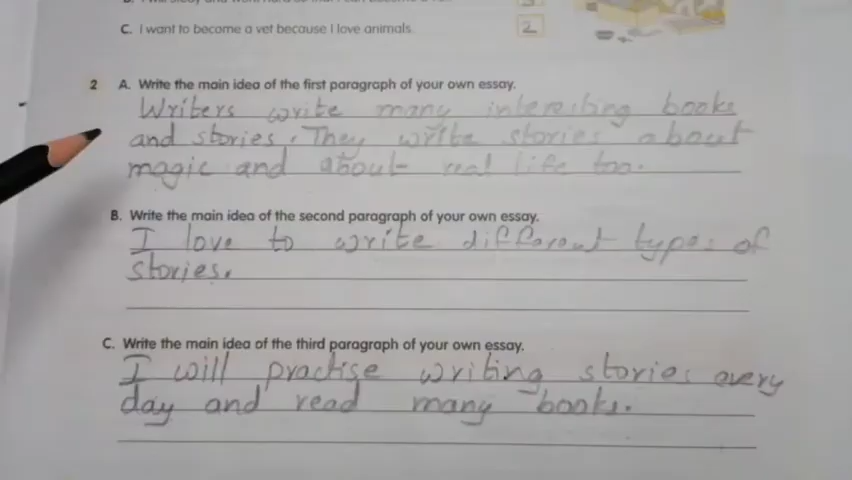 C. I want to become a vet because I love animals.
2
2 A. Write the main idea of the first paragraph of your own essay.
Writers write many interesting books
and stories. They write stories about
magic and about real life too.
B. Write the main idea of the second paragraph of your own essay.
I love to write different types of
stories.
C. Write the main idea of the third paragraph of your own essay.
I will practise writing stories every
day and read many books.